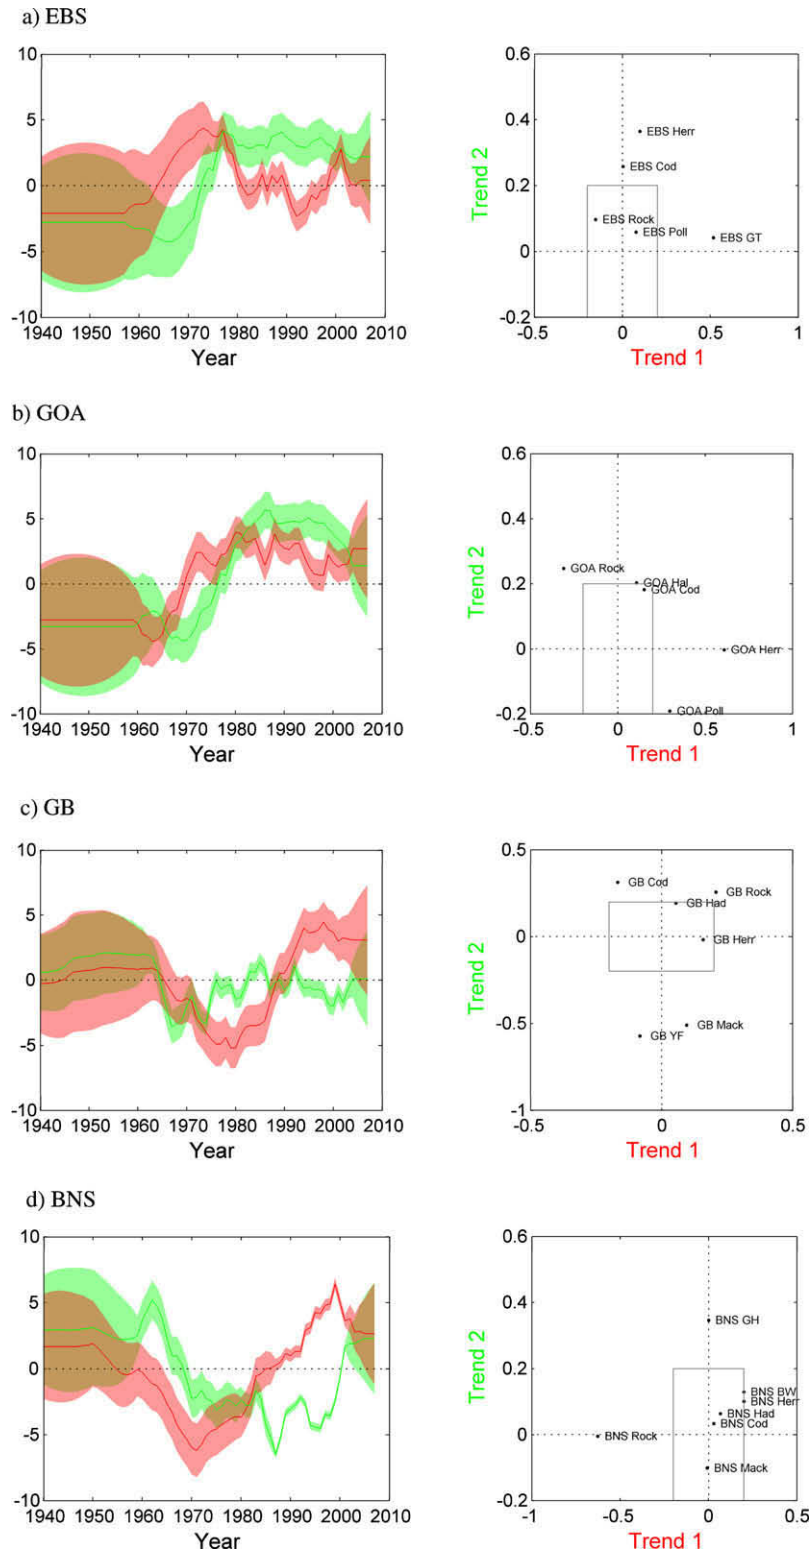 a) EBS
10
5
0
-5
-10
1940 1950 1960 1970 1980 1990 2000 2010
Year
0.6
0.4
0.2
0
-0.2
-0.5 0 0.5 1
Trend 2
Trend 1
EBS Herr
EBS Cod
EBS Rock
EBS Poll
EBS GT
b) GOA
10
5
0
-5
-10
1940 1950 1960 1970 1980 1990 2000 2010
Year
0.6
0.4
0.2
0
-0.2
-0.5 0 0.5 1
Trend 2
Trend 1
GOA Rock
GOA Hal
GOA Cod
GOA Herr
GOA Poll
c) GB
10
5
0
-5
-10
1940 1950 1960 1970 1980 1990 2000 2010
Year
0.5
0
-0.5
-1
-0.5 0 0.5
Trend 2
Trend 1
GB Cod
GB Rock
GB Had
GB Herr
GB Mack
GB YF
d) BNS
10
5
0
-5
-10
1940 1950 1960 1970 1980 1990 2000 2010
Year
0.6
0.4
0.2
0
-0.2
-1 -0.5 0 0.5
Trend 2
Trend 1
BNS GH
BNS BW
BNS Herr
BNS Had
BNS Cod
BNS Rock
BNS Mack